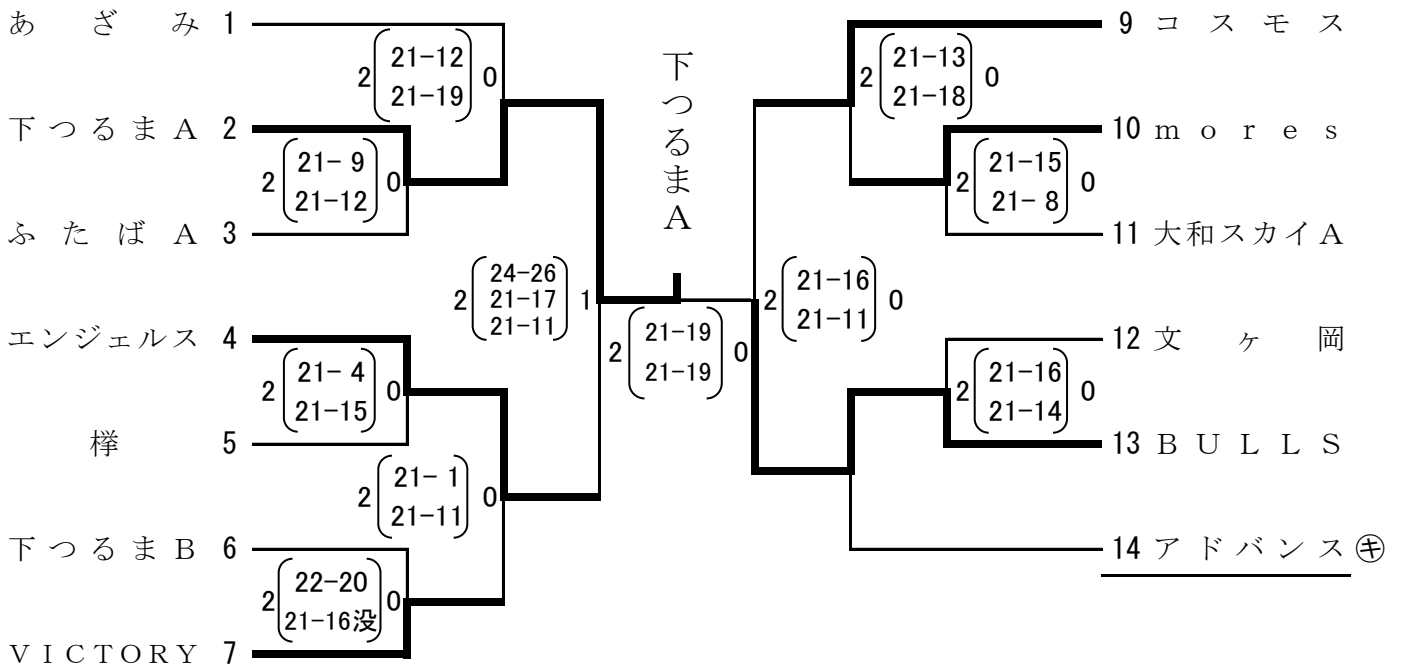 あざみ 1
2 21-12 21-19 0
下つるまA 2
2 21- 9 21-12 0
ふたばA 3
2 24-26 21-17 21-11 1
エンジェルス 4
2 21- 4 21-15 0
欅 5
2 21- 1 21-11 0
下つるまB 6
2 22-20 21-16没 0
VICTORY 7
下つるまA
2 21-19 21-19 0
9 コスモス
2 21-13 21-18 0
10 mores
2 21-15 21- 8 0
11 大和スカイA
2 21-16 21-11 0
12 文ヶ岡
2 21-16 21-14 0
13 BULLS
14 アドバンス㋖